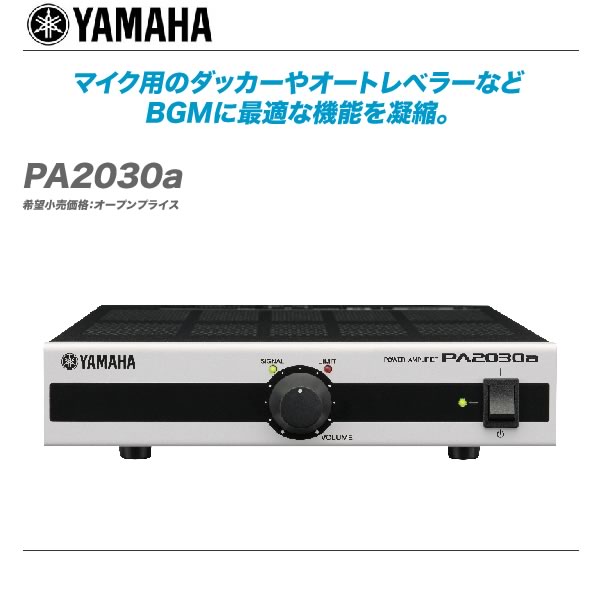 YAMAHA
マイク用のダッカーやオートレベラーなど
BGMに最適な機能を凝縮。
PA2030a
希望小売価格：オープンプライス
YAMAHA
SIGNAL
LIMIT
POWER AMPLIFIER PA2030a
VOLUME